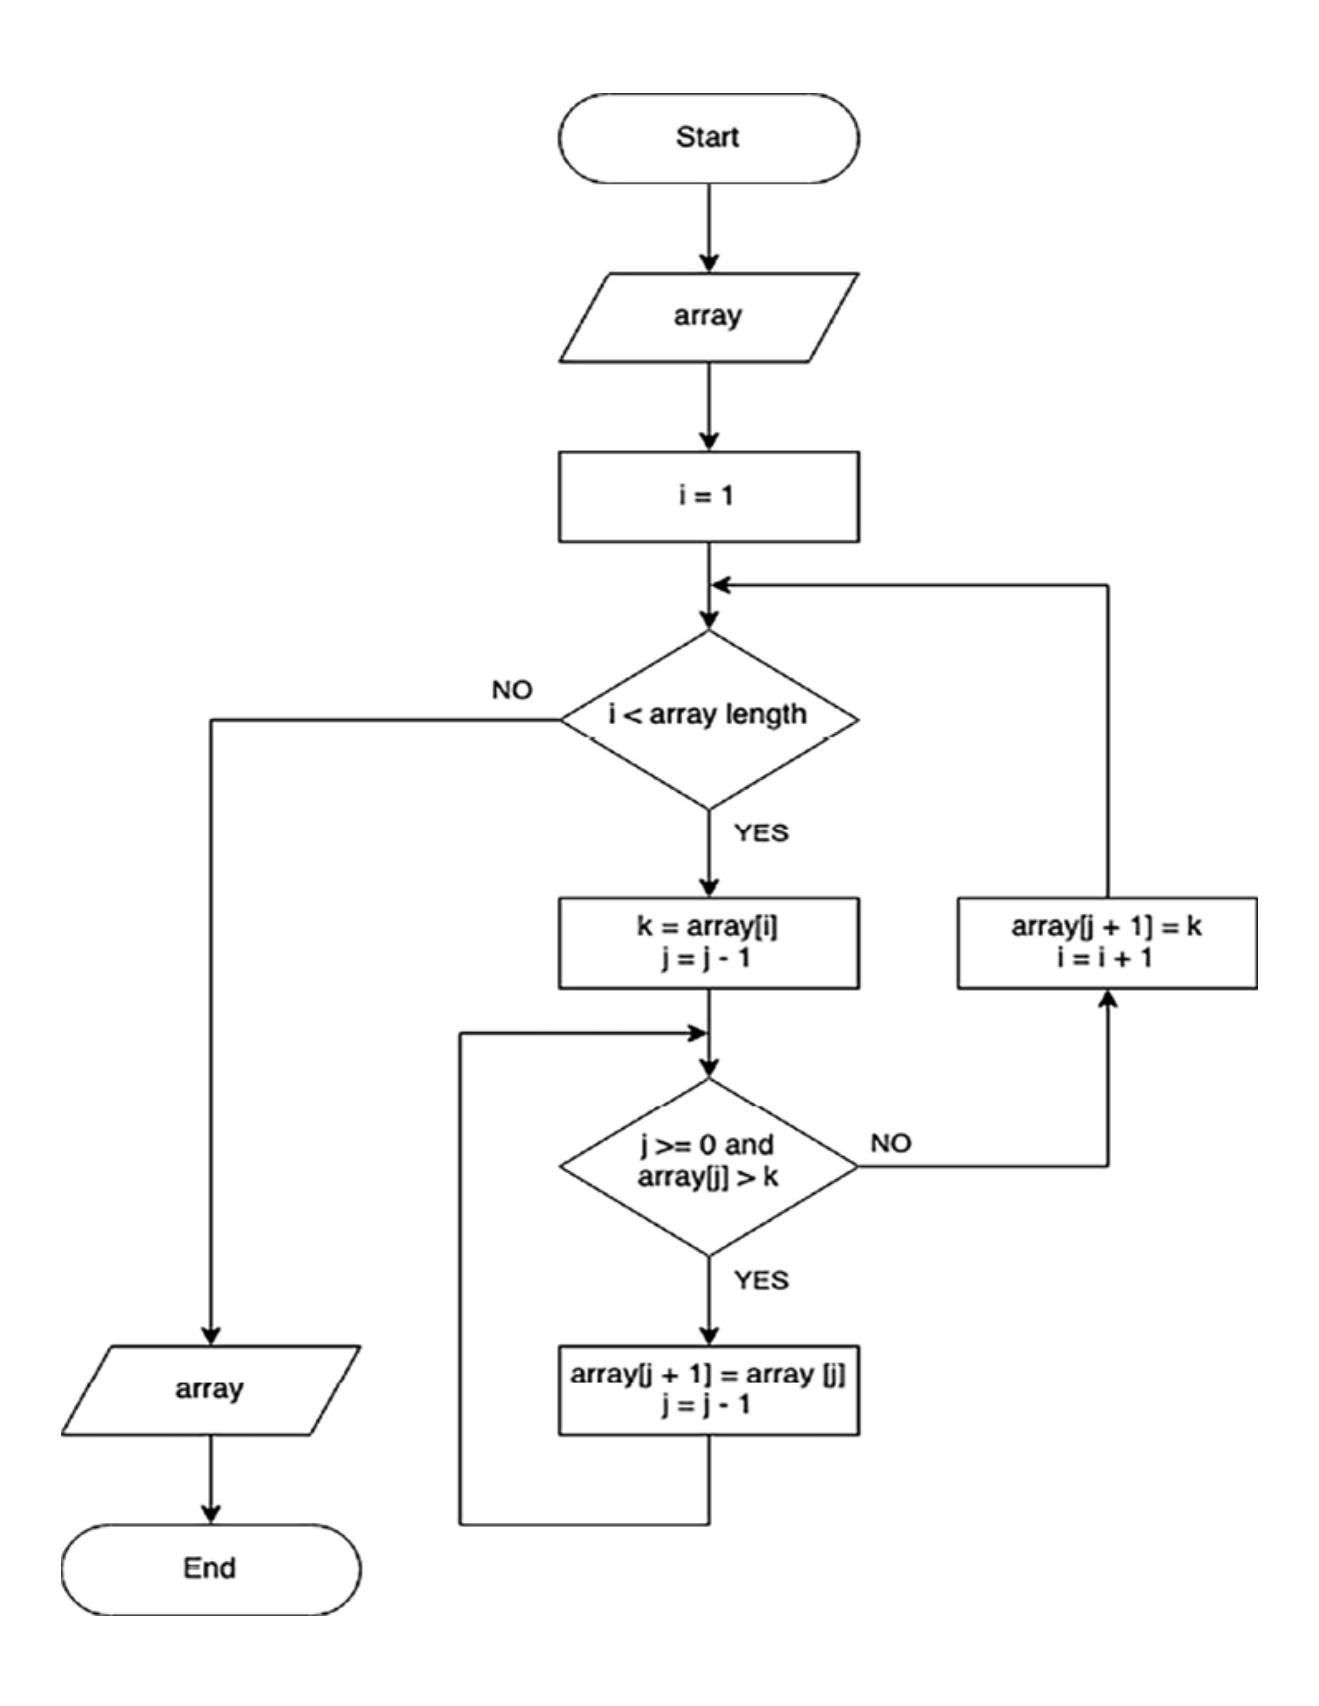 Start
array
i = 1
i < array length
NO
YES
k = array[i]
j = j - 1
array[j + 1] = k
i = i + 1
j >= 0 and
array[j] > k
NO
YES
array[j + 1] = array [j]
j = j - 1
array
End